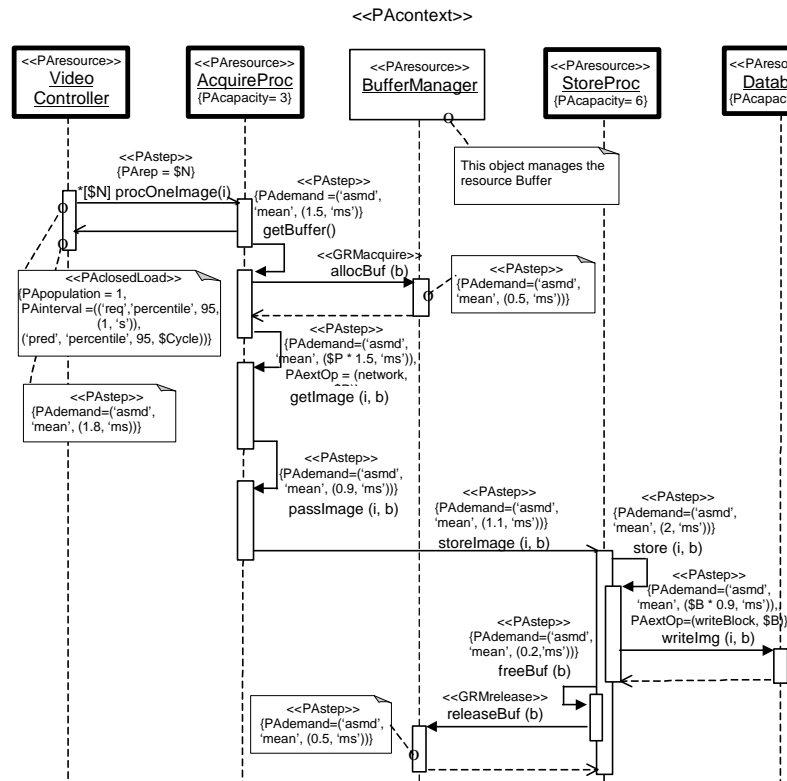 <<PAcontext>>
<<PAresource>>
Video
Controller
<<PAresource>>
AcquireProc
{PAcapacity= 3}
<<PAresource>>
BufferManager
<<PAresource>>
StoreProc
{PAcapacity= 6}
o
This object manages the
resource Buffer
<<PAstep>>
{PArep = $N}
*[$N] procOneImage(i)
o
o
<<PAstep>>
{PAdemand =(‘asmd’,
‘mean’, (1.5, ‘ms’)}
getBuffer()
<<GRMacquire>>
allocBuf (b)
<<PAstep>>
{PAdemand=(‘asmd’,
‘mean’, (0.5, ‘ms’))}
o
<<PAclosedLoad>>
{PApopulation = 1,
PAinterval =((‘req’,’percentile’, 95,
(1, ‘s’)),
(‘pred’, ‘percentile’, 95, $Cycle))}
<<PAstep>>
{PAdemand=(‘asmd’,
‘mean’, ($P * 1.5, ‘ms’)),
PAextOp = (network,
getImage (i, b)
<<PAstep>>
{PAdemand=(‘asmd’,
‘mean’, (1.8, ‘ms))}
<<PAstep>>
{PAdemand=(‘asmd’,
‘mean’, (0.9, ‘ms’)}
passImage (i, b)
<<PAstep>>
{PAdemand=(‘asmd’,
‘mean’, (1.1, ‘ms’))}
storeImage (i, b)
<<PAstep>>
{PAdemand=(‘asmd’,
‘mean’, (2, ‘ms’))}
store (i, b)
<<PAstep>>
{PAdemand=(‘asmd’,
‘mean’, ($B * 0.9, ‘ms’)),
PAextOp=(writeBlock, $B)}
writeImg (i, b)
<<PAstep>>
{PAdemand=(‘asmd’,
‘mean’, (0.2,’ms’))}
freeBuf (b)
<<GRMrelease>>
releaseBuf (b)
<<PAstep>>
{PAdemand=(‘asmd’,
‘mean’, (0.5, ‘ms’))}
o